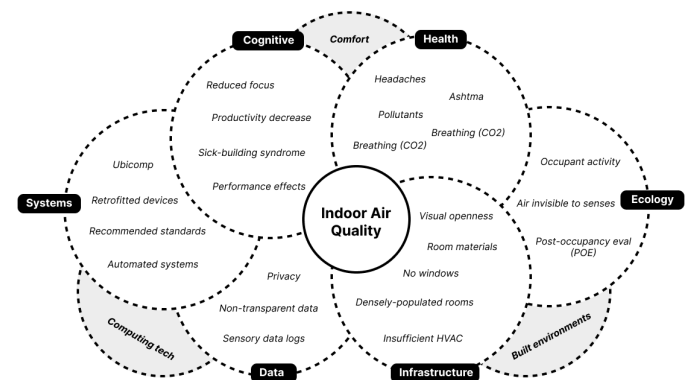 Comfort
Cognitive
Health
Reduced focus
Productivity decrease
Sick-building syndrome
Performance effects
Headaches
Ashtma
Pollutants
Breathing (CO2)
Breathing (CO2)
Systems
Ubicomp
Retrofitted devices
Recommended standards
Automated systems
Indoor Air
Quality
Ecology
Occupant activity
Air invisible to senses
Post-occupancy eval
(POE)
Visual openness
Room materials
No windows
Densely-populated rooms
Insufficient HVAC
Privacy
Non-transparent data
Sensory data logs
Computing tech
Built environments
Data
Infrastructure